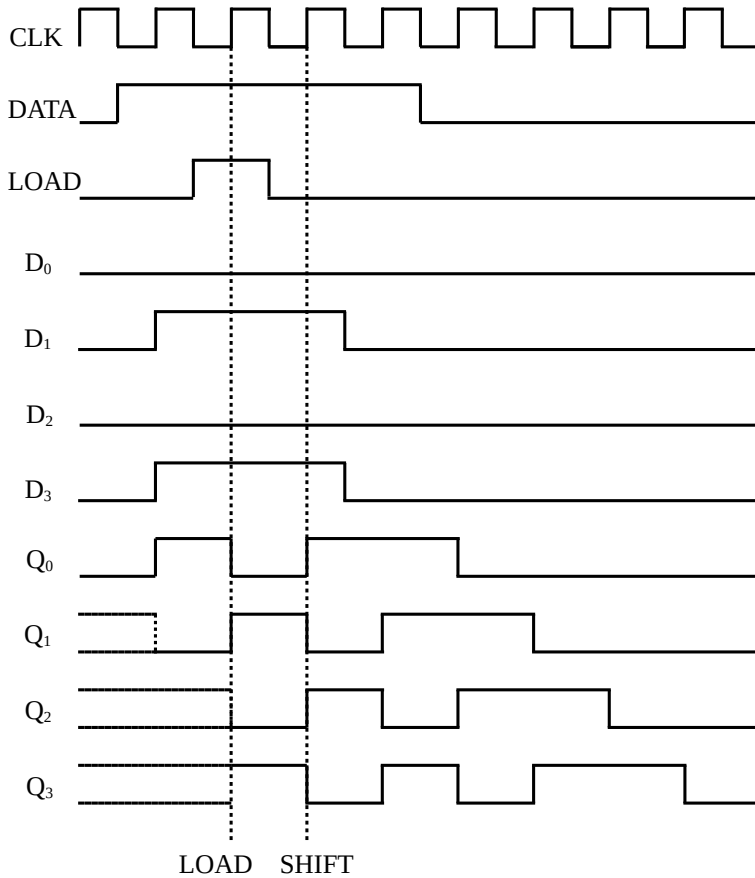 CLK
DATA
LOAD
D₀
D₁
D₂
D₃
Q₀
Q₁
Q₂
Q₃
LOAD SHIFT